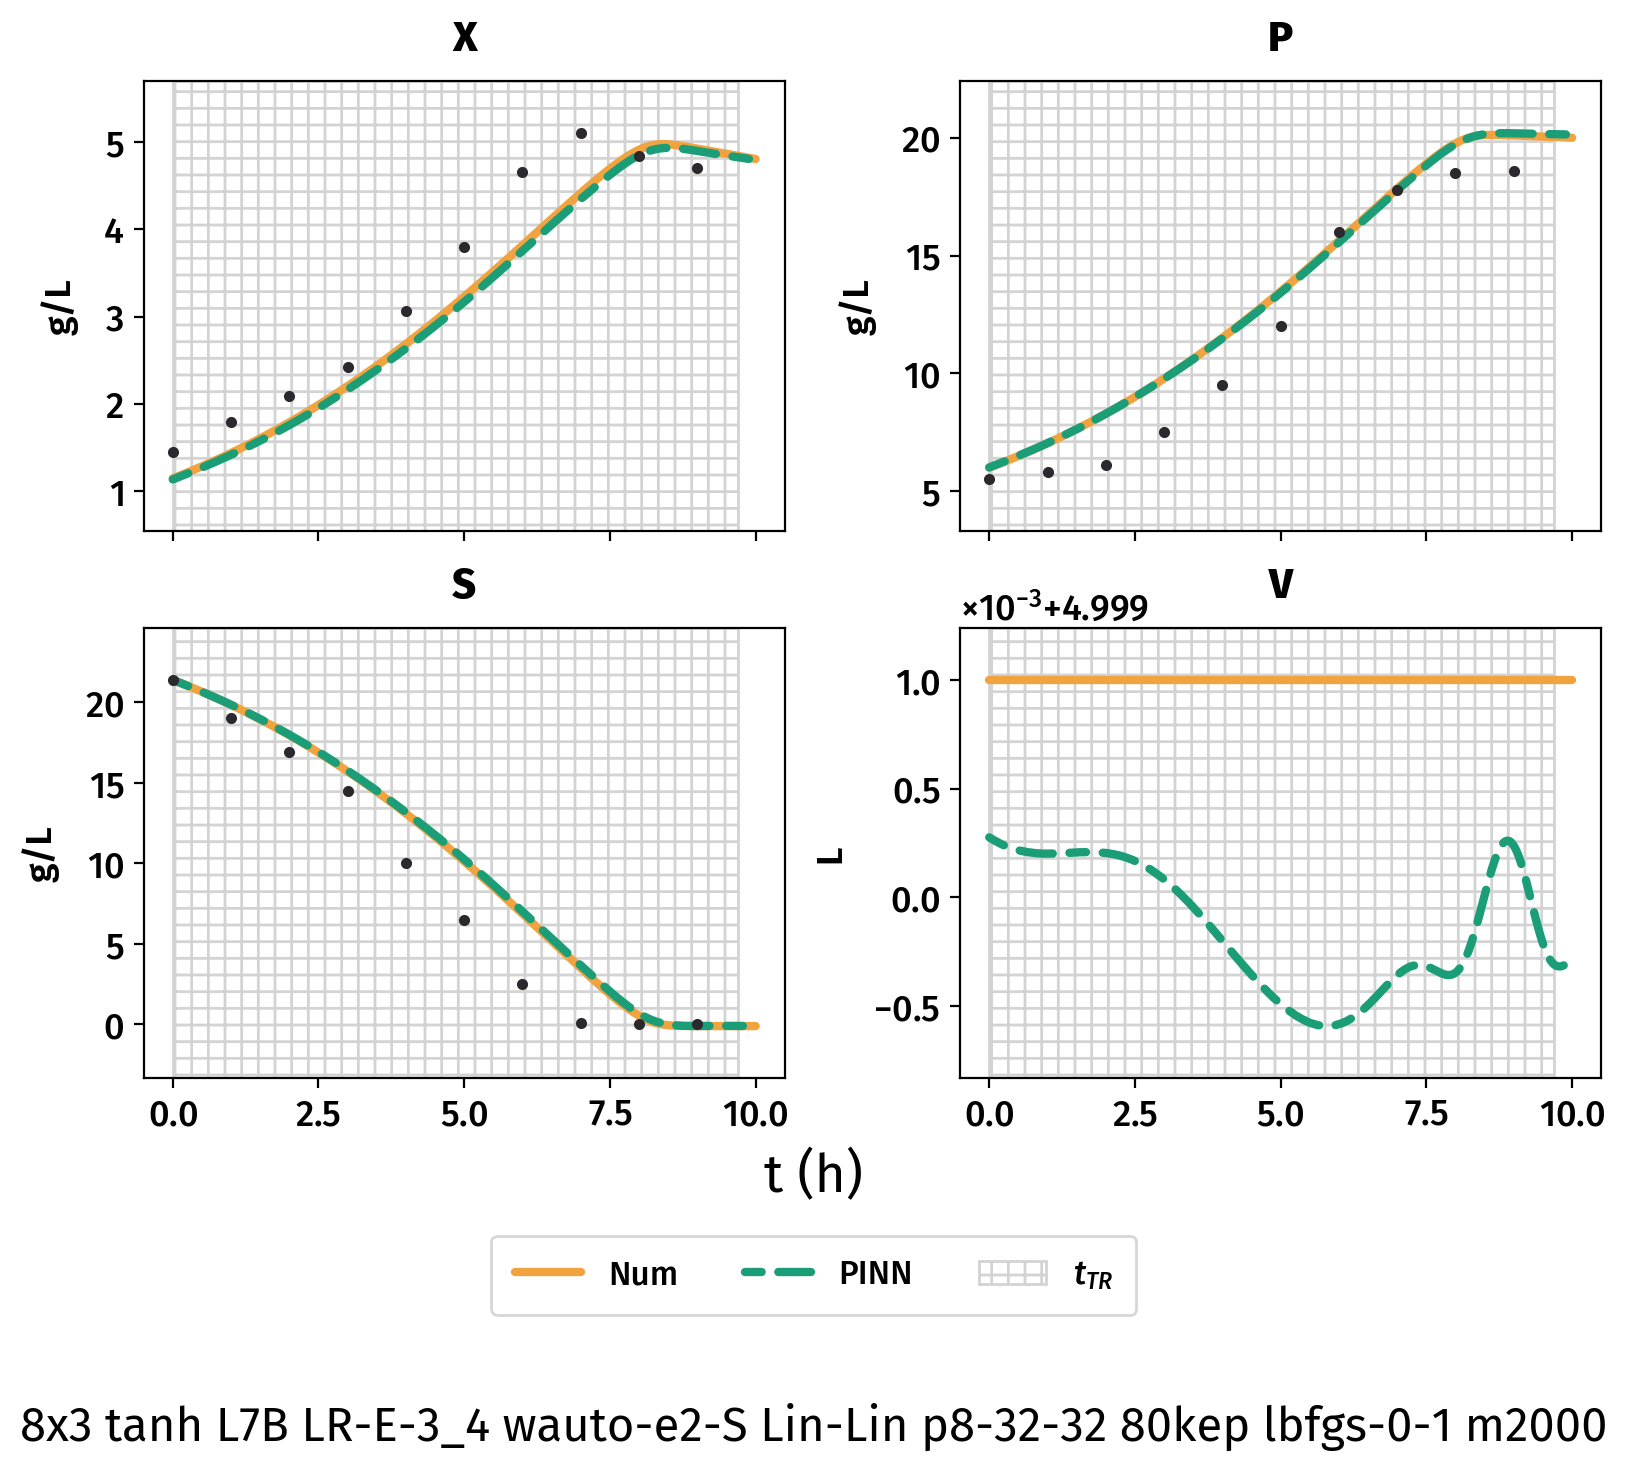 X
P
g/L
5
4
3
2
1
g/L
20
15
10
5
S
V
×10⁻³+4.999
g/L
20
15
10
5
0
L
1.0
0.5
0.0
−0.5
0.0 2.5 5.0 7.5 10.0
0.0 2.5 5.0 7.5 10.0
t (h)
Num PINN t_TR
8x3 tanh L7B LR-E-3_4 wauto-e2-S Lin-Lin p8-32-32 80kep lbfgs-0-1 m2000